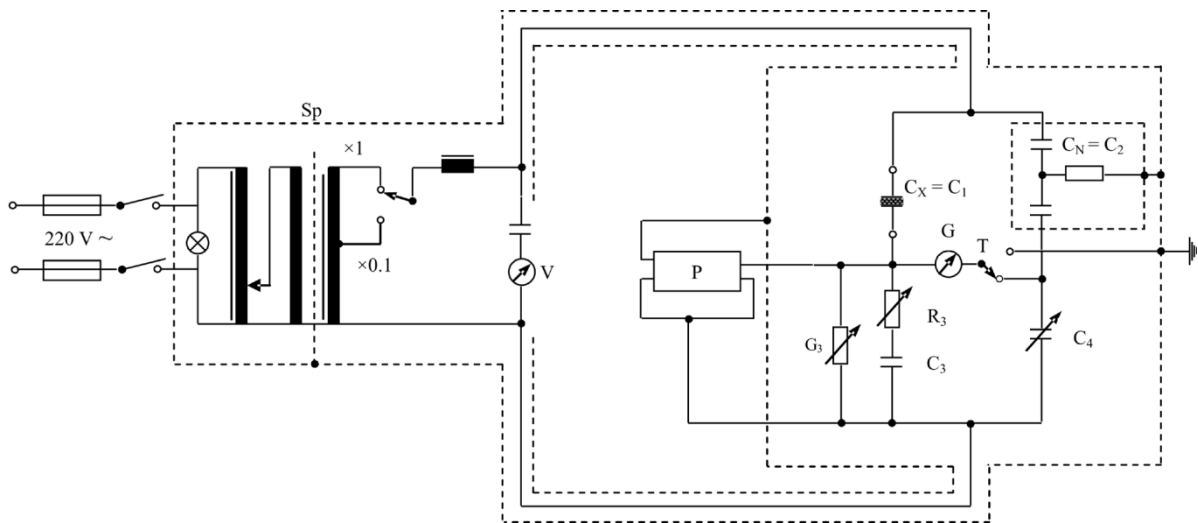 Sp
×1
C_N = C_2
C_X = C_1
220 V ~
G
T
×0.1
V
P
R_3
G_3
C_4
C_3